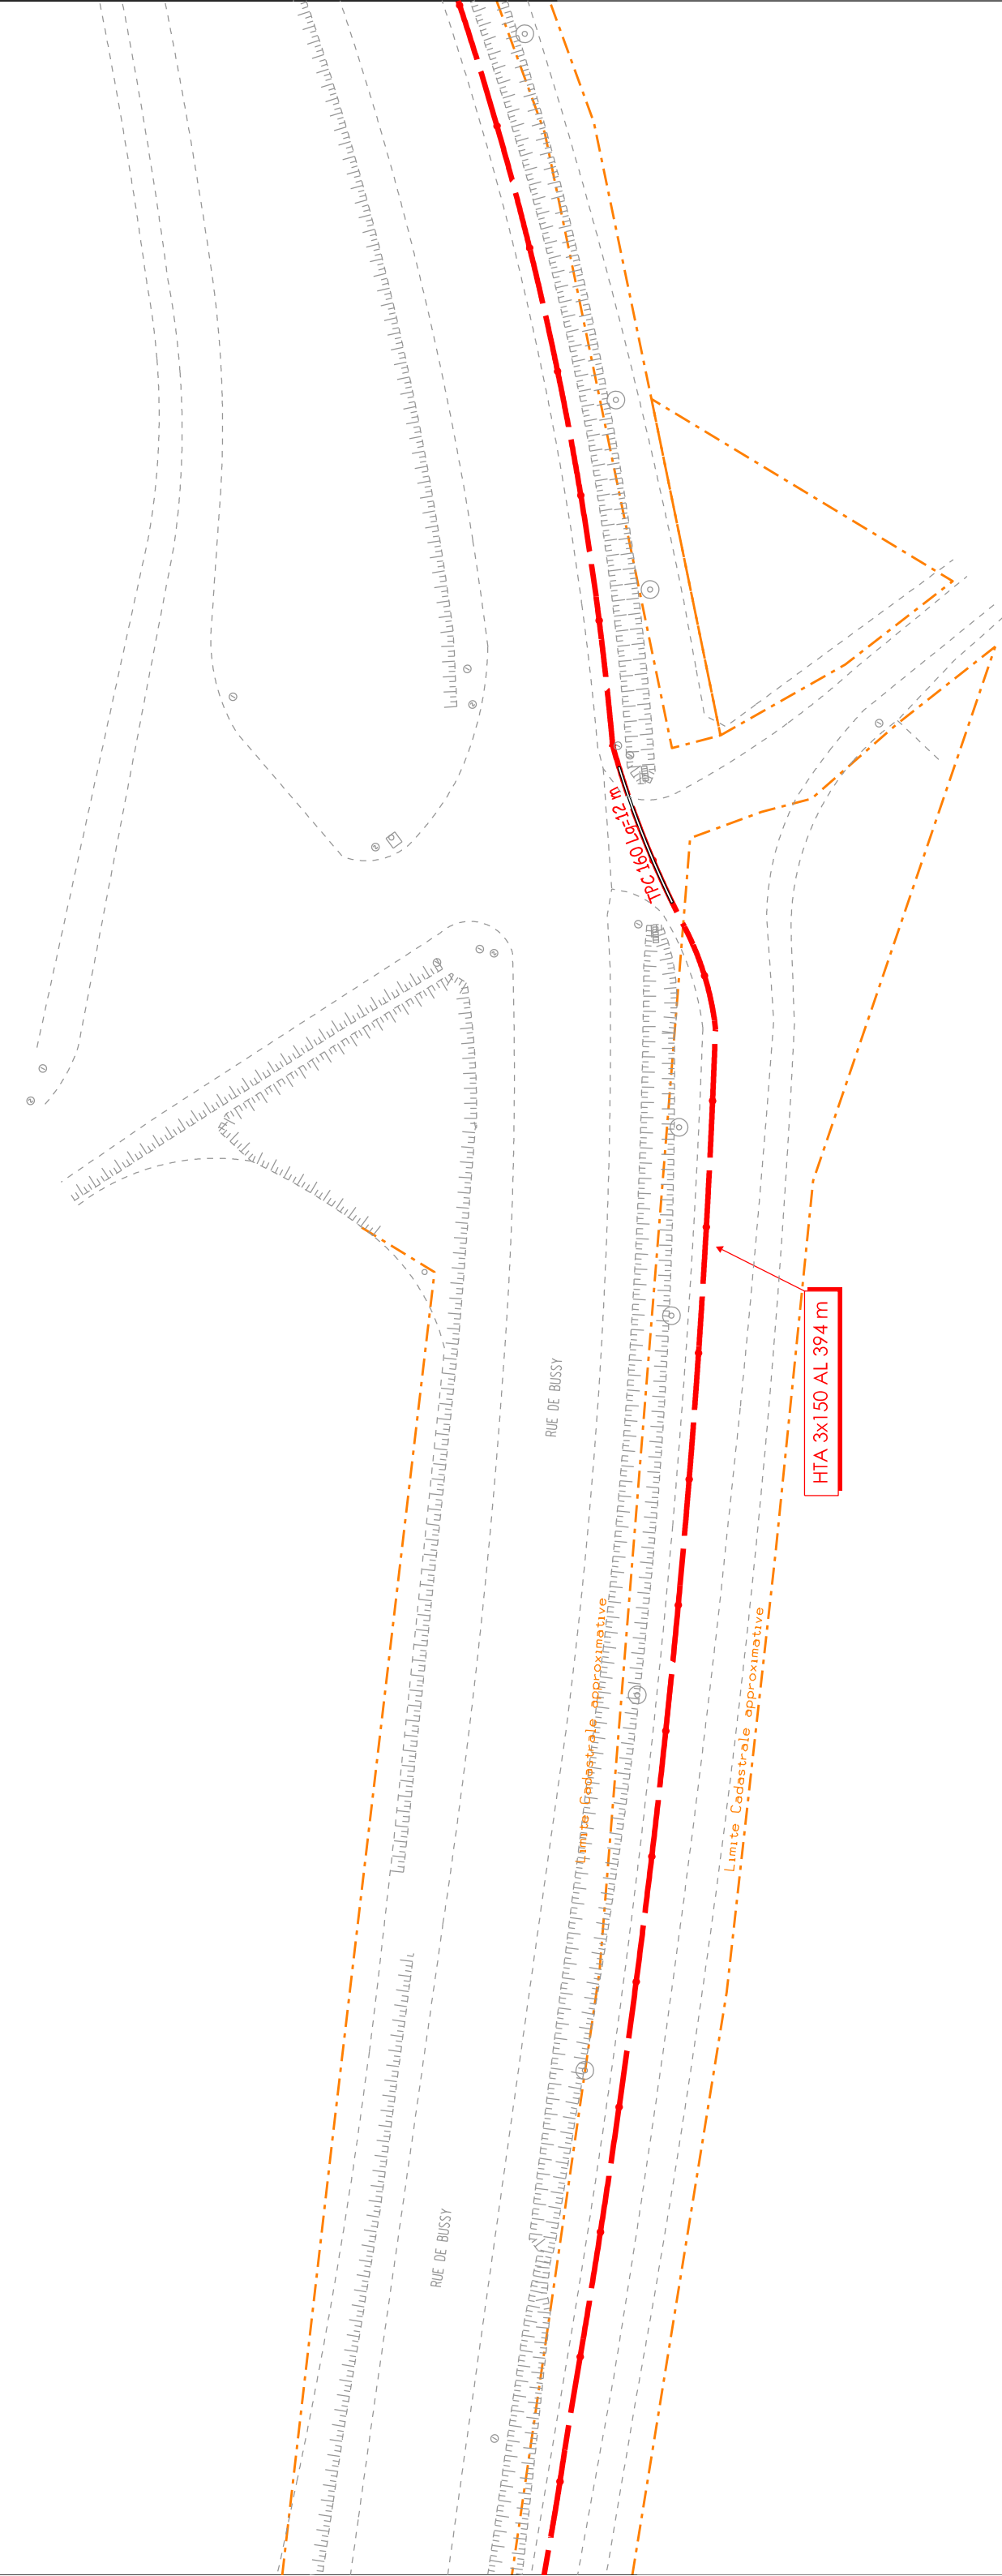 TPC 160 Lg=12 m
HTA 3x150 AL 394 m
RUE DE BUSSY
Limite Cadastrale approximative
Limite Cadastrale approximative
RUE DE BUSSY